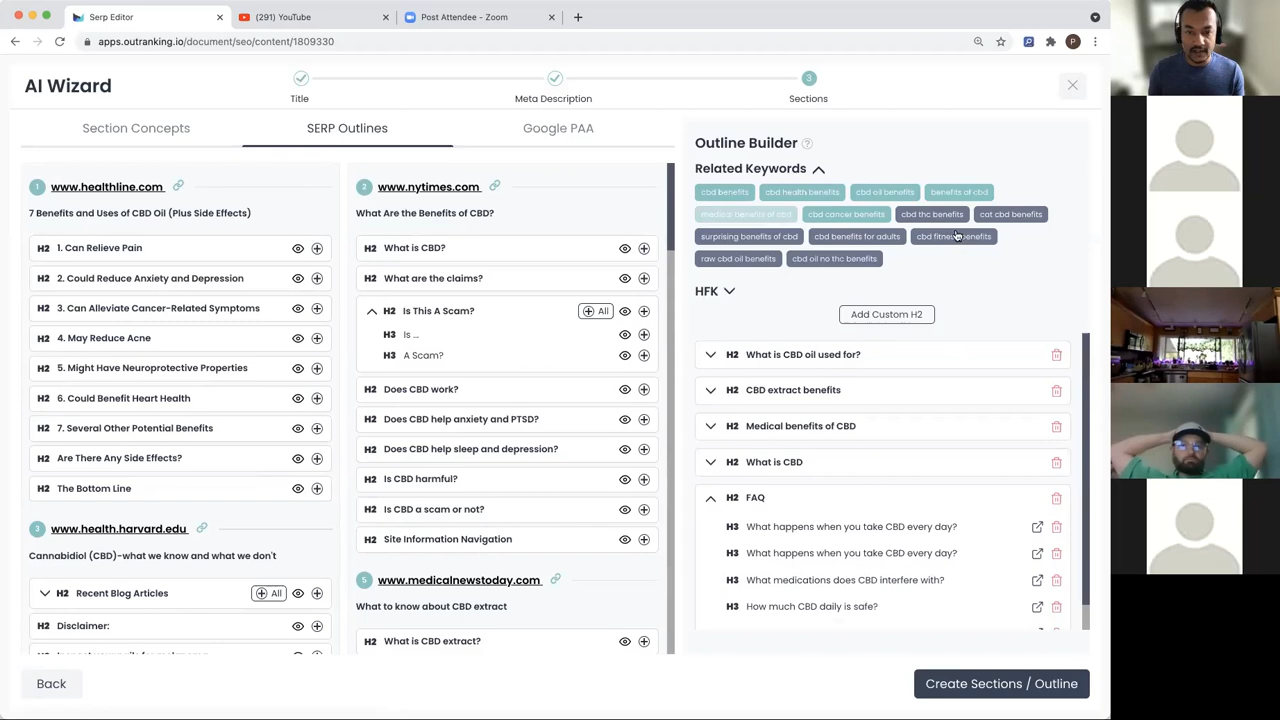 Serp Editor
(291) YouTube
Post Attendee - Zoom
apps.outranking.io/document/seo/content/1809330
P
AI Wizard
Title
Meta Description
3
Sections
Section Concepts
SERP Outlines
Google PAA
1 www.healthline.com
7 Benefits and Uses of CBD Oil (Plus Side Effects)
H2 1. Can Relieve Pain
H2 2. Could Reduce Anxiety and Depression
H2 3. Can Alleviate Cancer-Related Symptoms
H2 4. May Reduce Acne
H2 5. Might Have Neuroprotective Properties
H2 6. Could Benefit Heart Health
H2 7. Several Other Potential Benefits
H2 Are There Any Side Effects?
H2 The Bottom Line
3 www.health.harvard.edu
Cannabidiol (CBD)-what we know and what we don't
H2 Recent Blog Articles All
H2 Disclaimer:
2 www.nytimes.com
What Are the Benefits of CBD?
H2 What is CBD?
H2 What are the claims?
H2 Is This A Scam? All
H3 Is ...
H3 A Scam?
H2 Does CBD work?
H2 Does CBD help anxiety and PTSD?
H2 Does CBD help sleep and depression?
H2 Is CBD harmful?
H2 Is CBD a scam or not?
H2 Site Information Navigation
5 www.medicalnewstoday.com
What to know about CBD extract
H2 What is CBD extract?
Outline Builder ?
Related Keywords
cbd benefits cbd health benefits cbd oil benefits benefits of cbd
medical benefits of cbd cbd cancer benefits cbd thc benefits cat cbd benefits
surprising benefits of cbd cbd benefits for adults cbd fitness benefits
raw cbd oil benefits cbd oil no thc benefits
HFK
Add Custom H2
H2 What is CBD oil used for?
H2 CBD extract benefits
H2 Medical benefits of CBD
H2 What is CBD
H2 FAQ
H3 What happens when you take CBD every day?
H3 What happens when you take CBD every day?
H3 What medications does CBD interfere with?
H3 How much CBD daily is safe?
Back
Create Sections / Outline